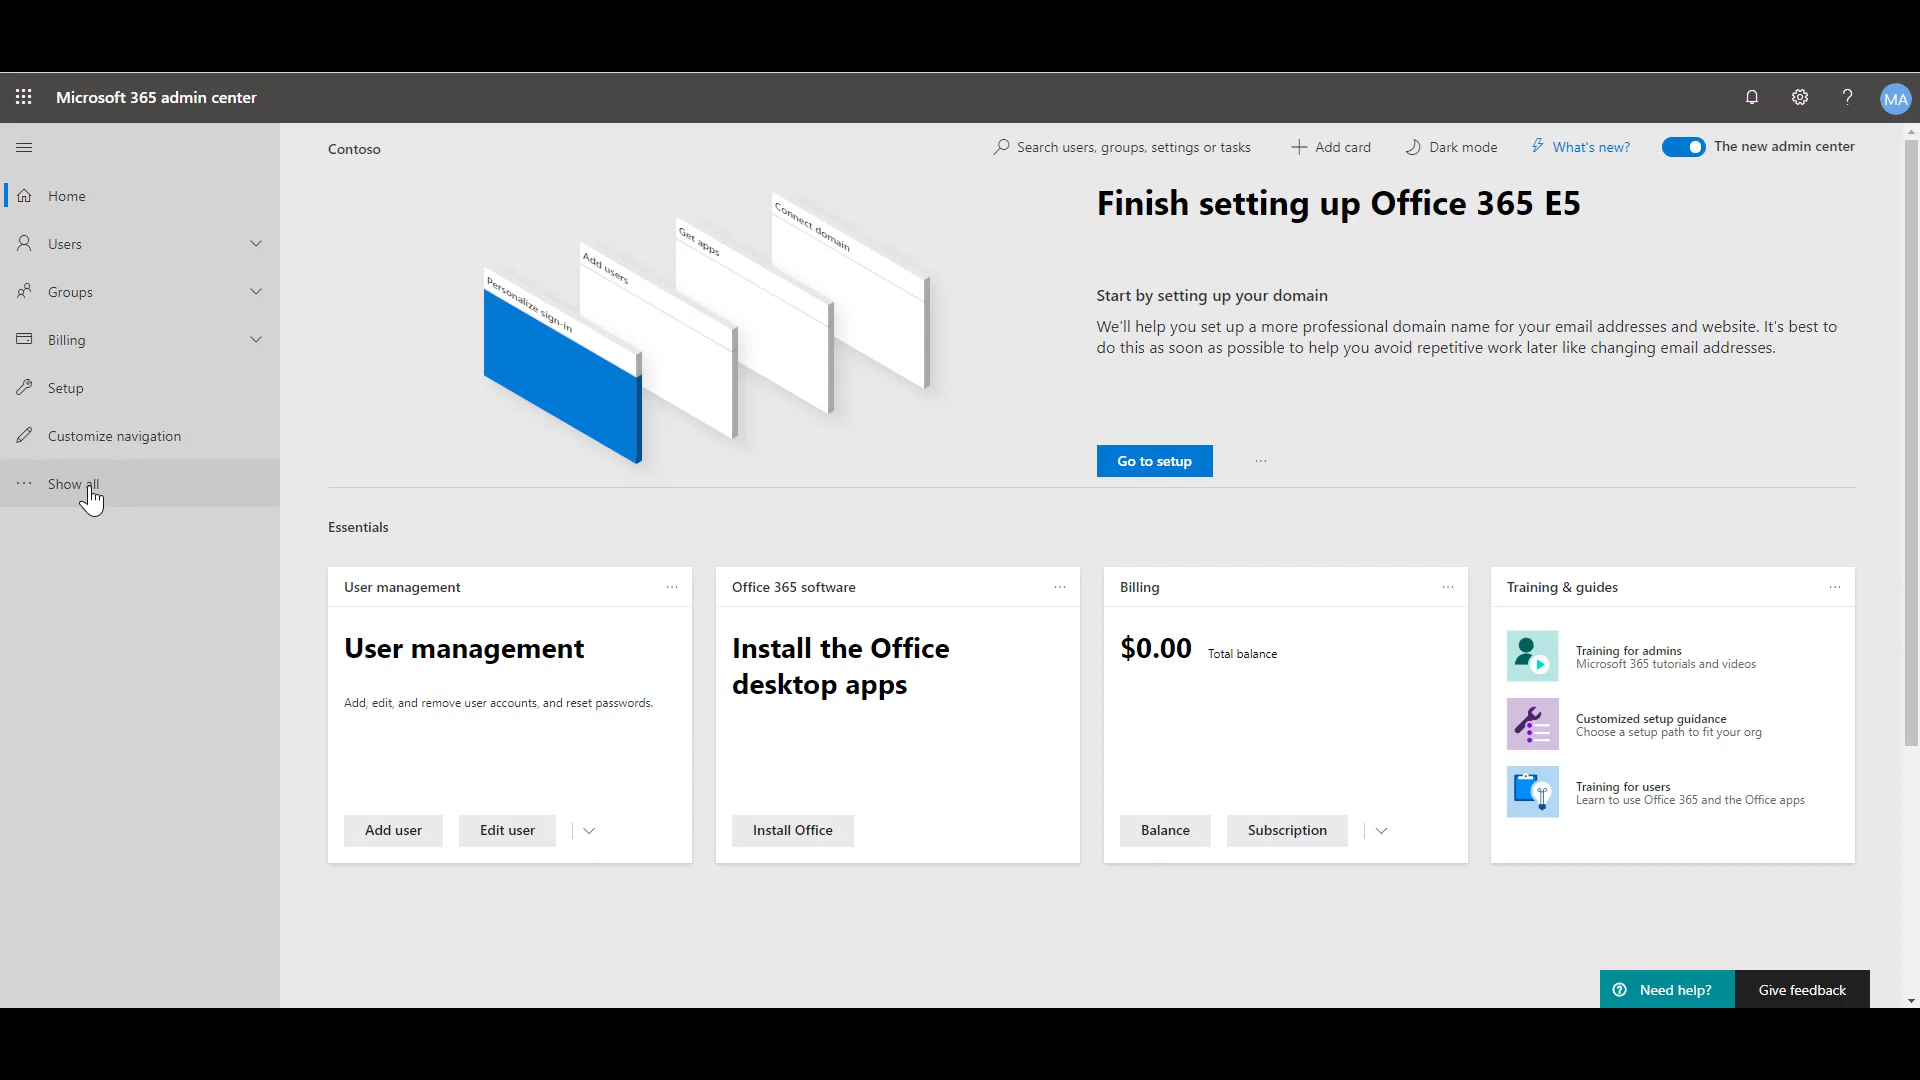 Microsoft 365 admin center
MA
Contoso
Search users, groups, settings or tasks
Add card
Dark mode
What's new?
The new admin center
Home
Users
Groups
Billing
Setup
Customize navigation
Show all
Personalize sign-in
Add users
Get apps
Connect domain
Finish setting up Office 365 E5
Start by setting up your domain
We'll help you set up a more professional domain name for your email addresses and website. It's best to
do this as soon as possible to help you avoid repetitive work later like changing email addresses.
Go to setup
Essentials
User management
User management
Add, edit, and remove user accounts, and reset passwords.
Add user
Edit user
Office 365 software
Install the Office
desktop apps
Install Office
Billing
$0.00 Total balance
Balance
Subscription
Training & guides
Training for admins
Microsoft 365 tutorials and videos
Customized setup guidance
Choose a setup path to fit your org
Training for users
Learn to use Office 365 and the Office apps
Need help?
Give feedback